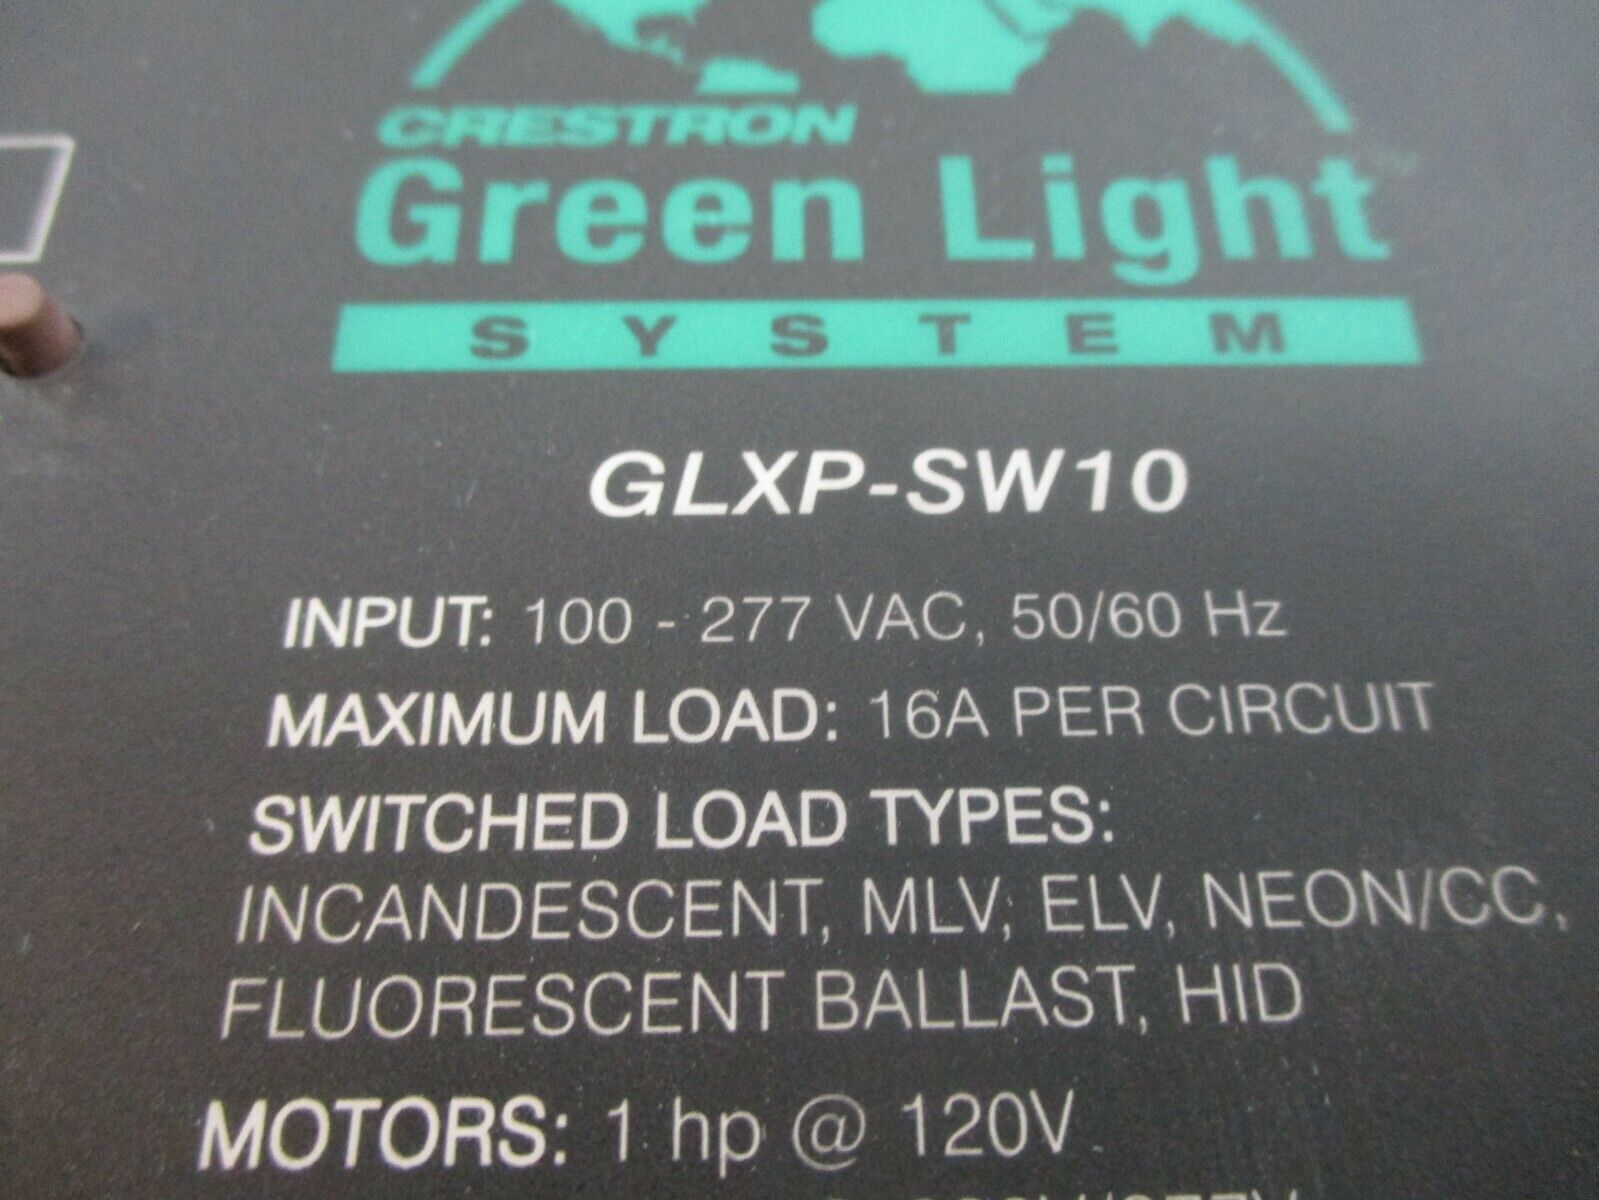 CRESTRON
Green Light
SYSTEM
GLXP-SW10
INPUT: 100 - 277 VAC, 50/60 Hz
MAXIMUM LOAD: 16A PER CIRCUIT
SWITCHED LOAD TYPES:
INCANDESCENT, MLV, ELV, NEON/CC,
FLUORESCENT BALLAST, HID
MOTORS: 1 hp @ 120V